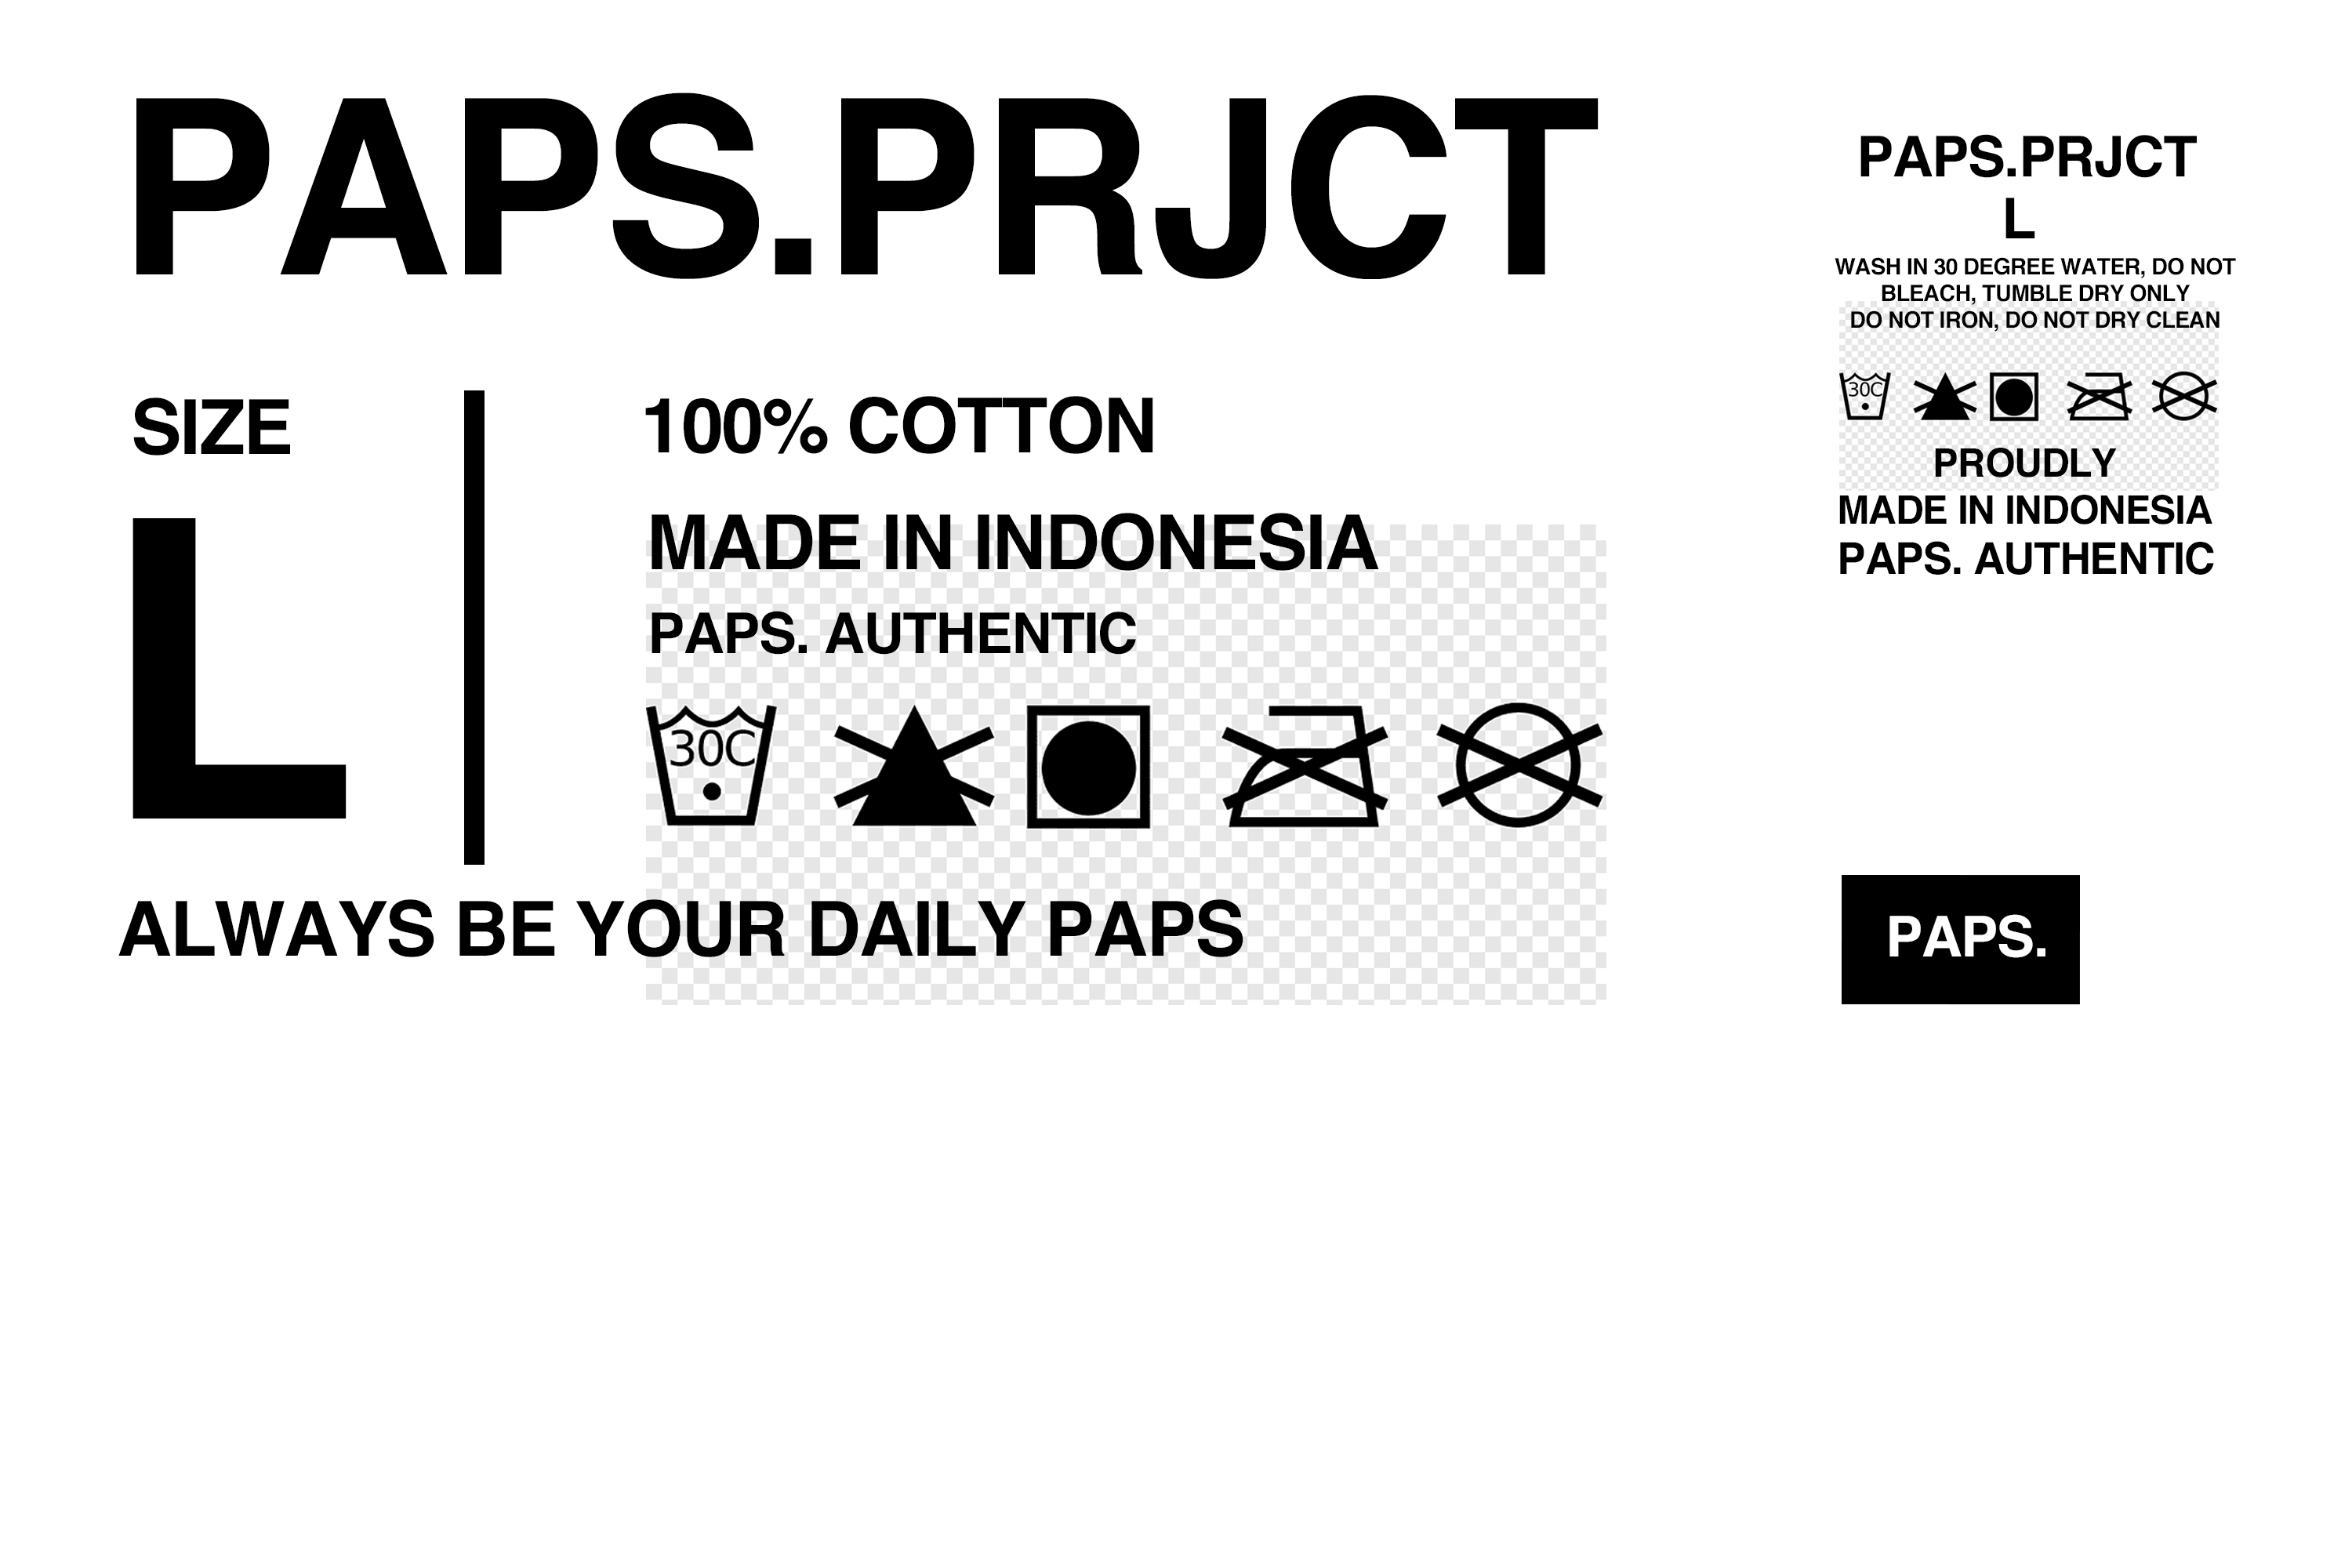 PAPS.PRJCT
SIZE
L
100% COTTON
MADE IN INDONESIA
PAPS. AUTHENTIC
30C
ALWAYS BE YOUR DAILY PAPS
PAPS.PRJCT
L
WASH IN 30 DEGREE WATER, DO NOT
BLEACH, TUMBLE DRY ONLY
DO NOT IRON, DO NOT DRY CLEAN
30C
PROUDLY
MADE IN INDONESIA
PAPS. AUTHENTIC
PAPS.